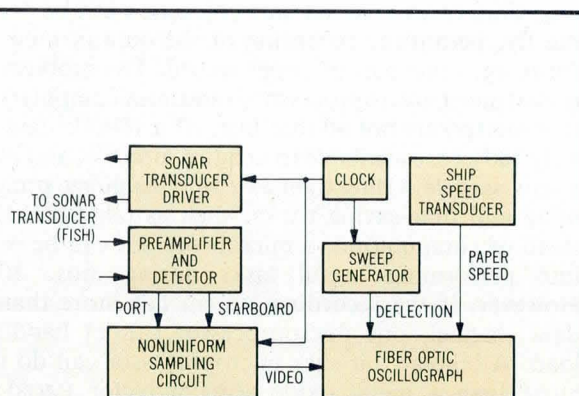 SONAR
TRANSDUCER
DRIVER
CLOCK
SHIP
SPEED
TRANSDUCER
TO SONAR
TRANSDUCER
(FISH)
PREAMPLIFIER
AND
DETECTOR
SWEEP
GENERATOR
PAPER
SPEED
PORT
STARBOARD
DEFLECTION
NONUNIFORM
SAMPLING
CIRCUIT
VIDEO
FIBER OPTIC
OSCILLOGRAPH